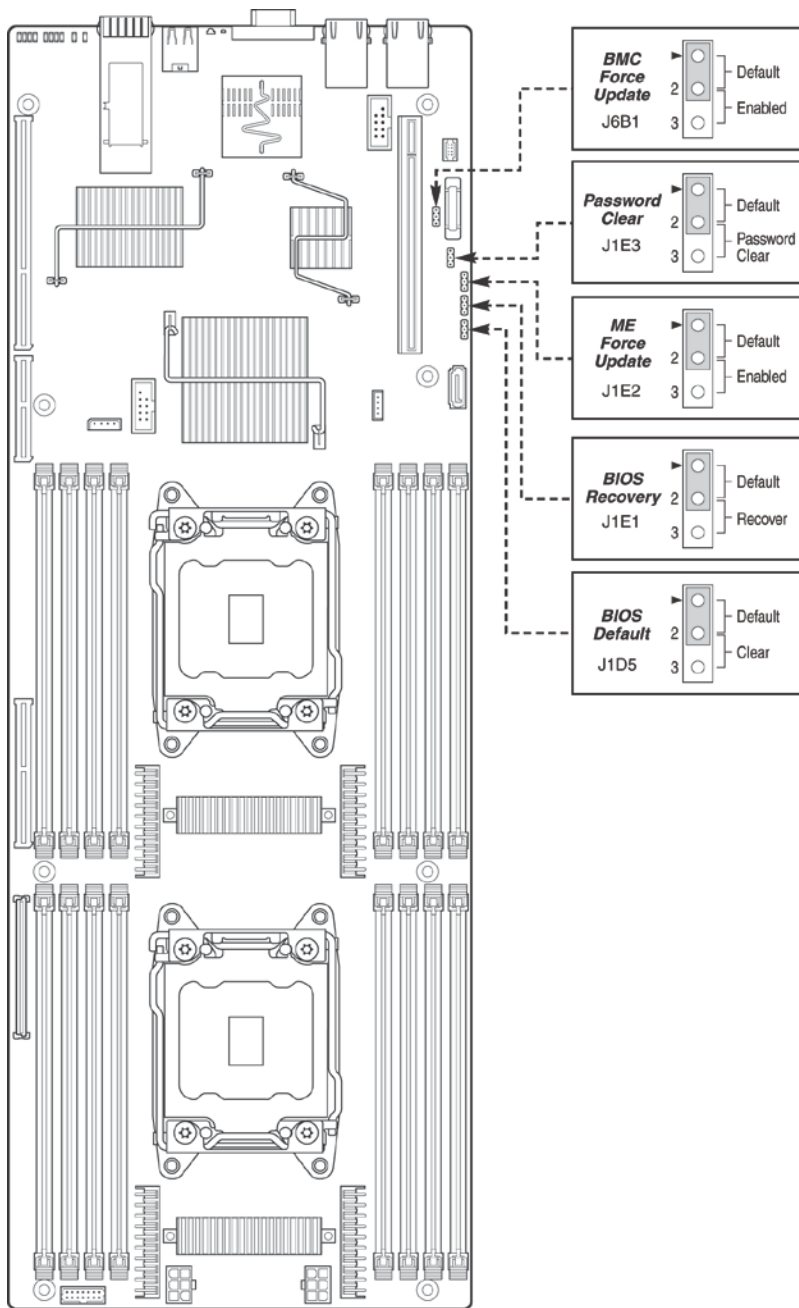 BMC
Force
Update
J6B1
2
3
Default
Enabled
Password
Clear
J1E3
2
3
Default
Password
Clear
ME
Force
Update
J1E2
2
3
Default
Enabled
BIOS
Recovery
J1E1
2
3
Default
Recover
BIOS
Default
J1D5
2
3
Default
Clear